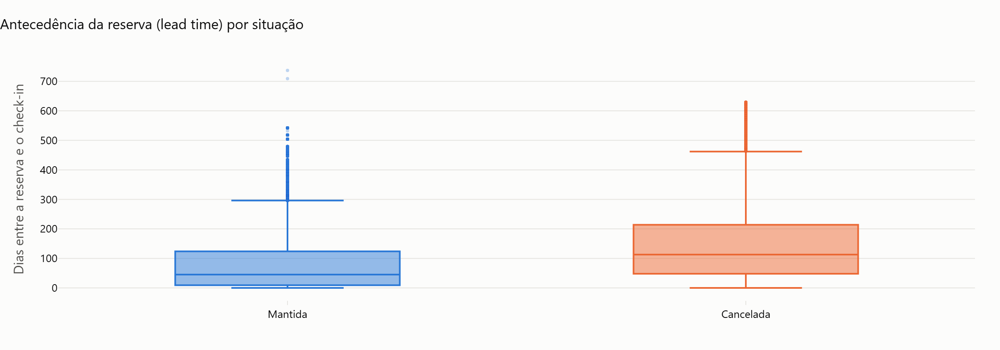 Antecedência da reserva (lead time) por situação
Dias entre a reserva e o check-in
700
600
500
400
300
200
100
0
Mantida
Cancelada